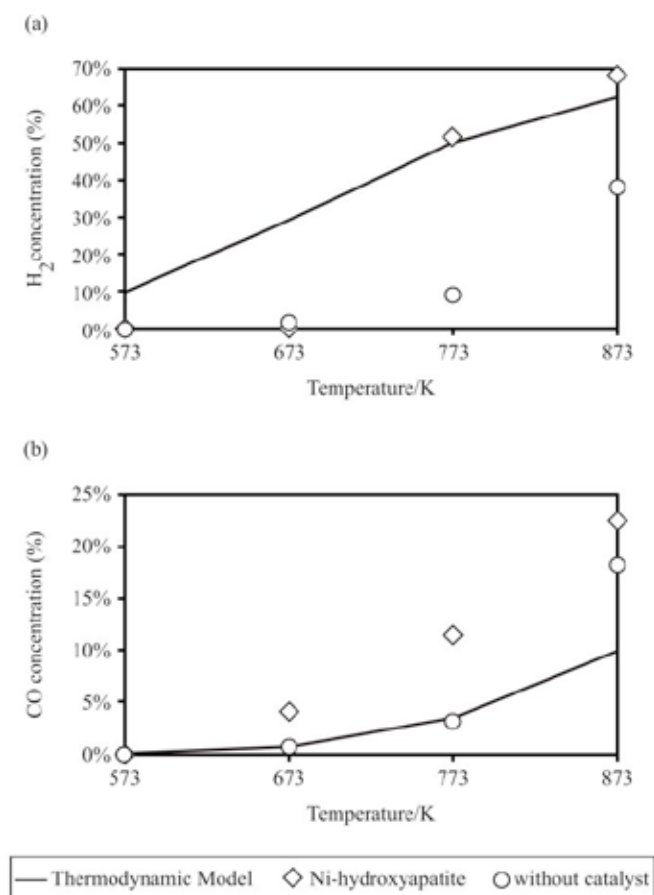 (a)
70%
60%
50%
40%
30%
20%
10%
0%
H2 concentration (%)
573 673 773 873
Temperature/K
(b)
25%
20%
15%
10%
5%
0%
CO concentration (%)
573 673 773 873
Temperature/K
Thermodynamic Model Ni-hydroxyapatite without catalyst